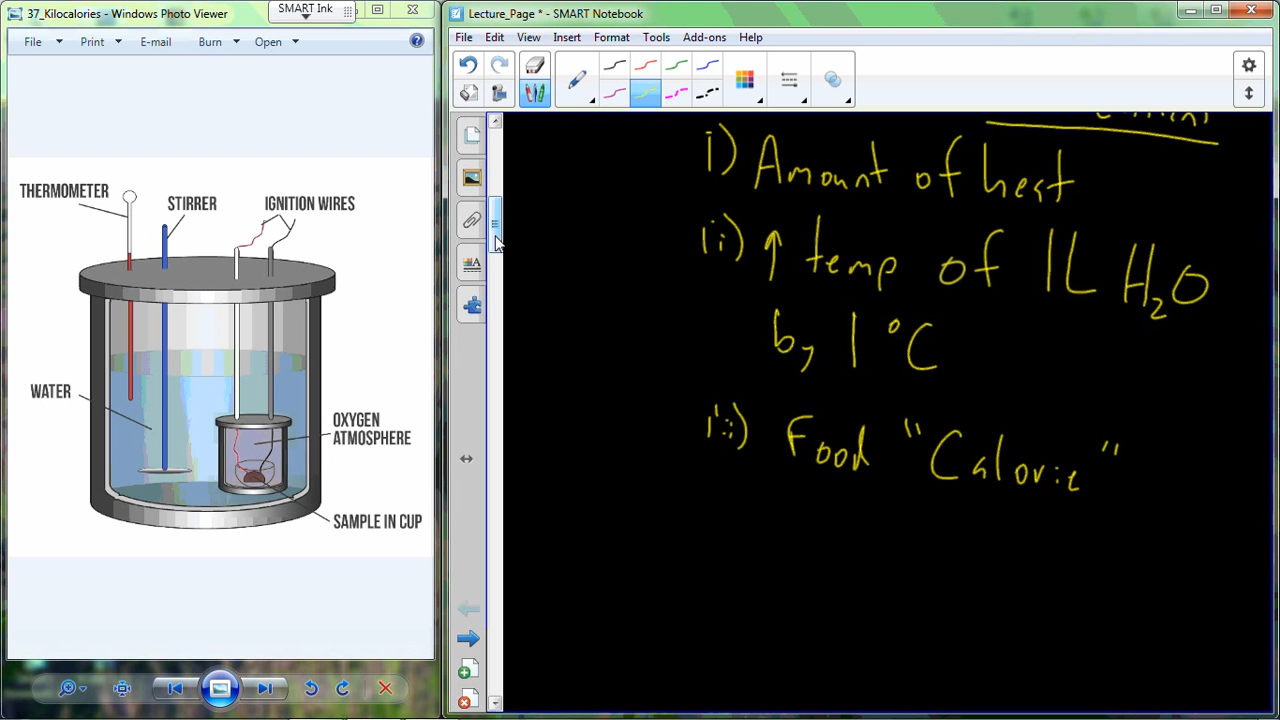 37_Kilocalories - Windows Photo Viewer
SMART Ink
File Print E-mail Burn Open
THERMOMETER
STIRRER
IGNITION WIRES
WATER
OXYGEN
ATMOSPHERE
SAMPLE IN CUP
Lecture_Page * - SMART Notebook
File Edit View Insert Format Tools Add-ons Help
i) Amount of heat
ii) ↑ temp of 1L H₂O
by 1 °C
iii) Food "Calorie"